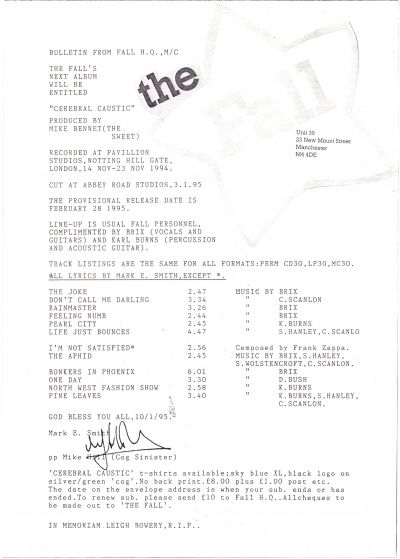 BULLETIN FROM FALL H.Q.,M/C
the
Fall
THE FALL'S
NEXT ALBUM
WILL BE
ENTITLED
"CEREBRAL CAUSTIC"
PRODUCED BY
MIKE BENNET(THE
SWEET)
Unit 30
23 New Mount Street
Manchester
M4 4DE
RECORDED AT PAVILLION
STUDIOS,NOTTING HILL GATE,
LONDON,14 NOV-23 NOV 1994.
CUT AT ABBEY ROAD STUDIOS,3.1.95
THE PROVISIONAL RELEASE DATE IS
FEBRUARY 28 1995.
LINE-UP IS USUAL FALL PERSONNEL,
COMPLIMENTED BY BRIX (VOCALS AND
GUITARS) AND KARL BURNS (PERCUSSION
AND ACOUSTIC GUITAR).
TRACK LISTINGS ARE THE SAME FOR ALL FORMATS:PERM CD30,LP30,MC30.
ALL LYRICS BY MARK E. SMITH,EXCEPT *.
THE JOKE 2.47 MUSIC BY BRIX
DON'T CALL ME DARLING 3.34 " C.SCANLON
RAINMASTER 3.26 " BRIX
FEELING NUMB 2.44 " BRIX
PEARL CITY 2.45 " K.BURNS
LIFE JUST BOUNCES 4.47 " S.HANLEY,C.SCANLO
I'M NOT SATISFIED* 2.56 Composed by Frank Zappa.
THE APHID 2.45 MUSIC BY BRIX,S.HANLEY,
S.WOLSTENCROFT,C.SCANLON.
BONKERS IN PHOENIX 6.01 " BRIX
ONE DAY 3.30 " D.BUSH
NORTH WEST FASHION SHOW 2.58 " K.BURNS
PINE LEAVES 3.40 " K.BURNS,S.HANLEY,
C.SCANLON.
GOD BLESS YOU ALL,10/1/95.
Mark E. Smith
pp Mike (Cog Sinister)
'CEREBRAL CAUSTIC' t-shirts available;sky blue XL,black logo on
silver/green 'cog'.No back print.£8.00 plus £1.00 post etc.
The date on the envelope address is when your sub. ends or has
ended.To renew sub. please send £10 to Fall H.Q..Allcheques to
be made out to 'THE FALL'.
IN MEMORIAM LEIGH BOWERY,R.I.P..